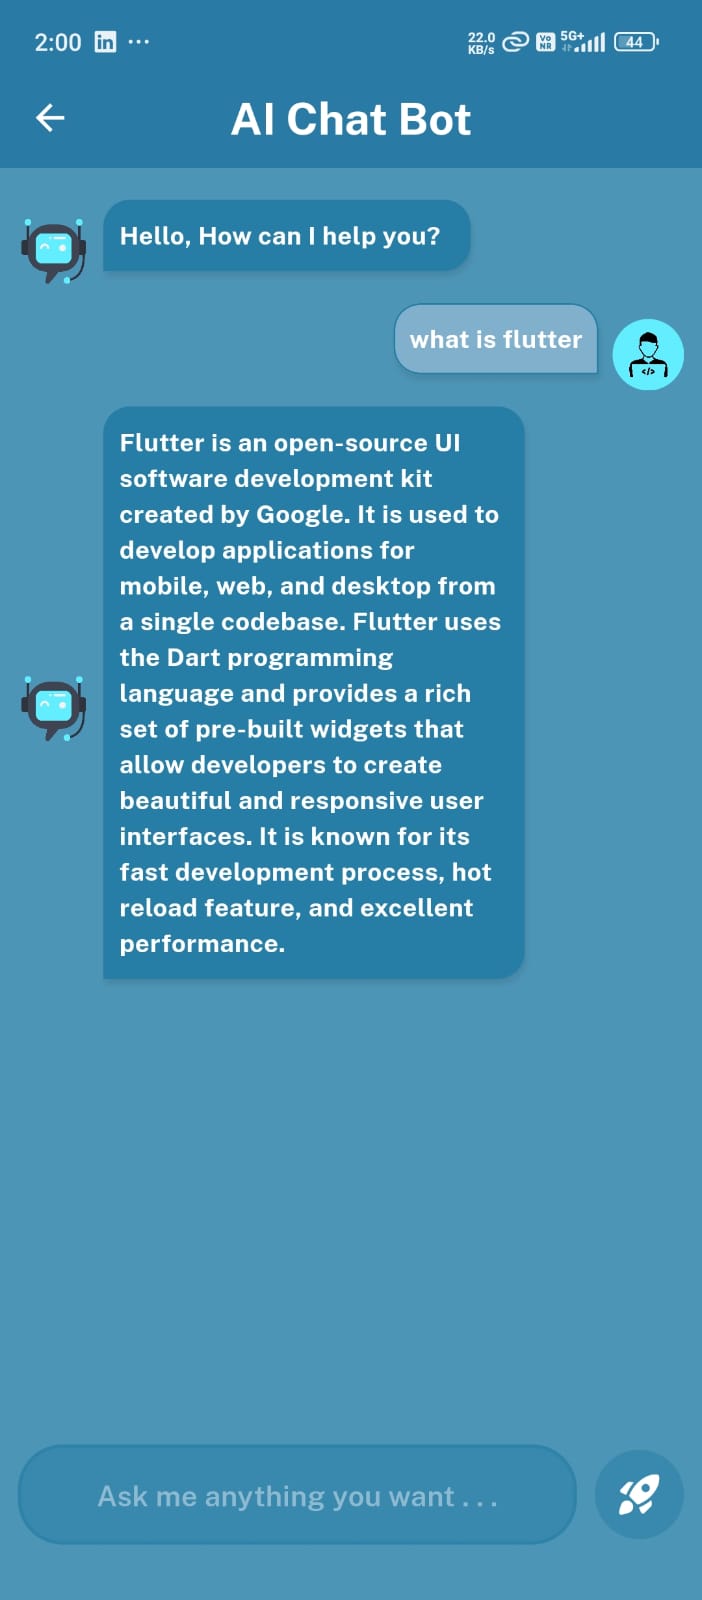 2:00 in ...
22.0 KB/s Vo NR 5G+ 44
AI Chat Bot
Hello, How can I help you?
what is flutter
</>
Flutter is an open-source UI
software development kit
created by Google. It is used to
develop applications for
mobile, web, and desktop from
a single codebase. Flutter uses
the Dart programming
language and provides a rich
set of pre-built widgets that
allow developers to create
beautiful and responsive user
interfaces. It is known for its
fast development process, hot
reload feature, and excellent
performance.
Ask me anything you want . . .